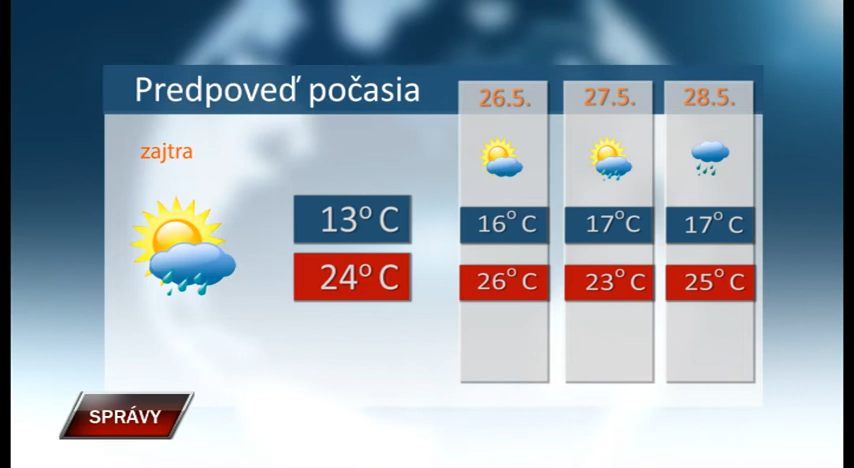 Predpoveď počasia
zajtra
13° C
24° C
26.5.
27.5.
28.5.
16° C
17°C
17° C
26° C
23° C
25° C
SPRÁVY